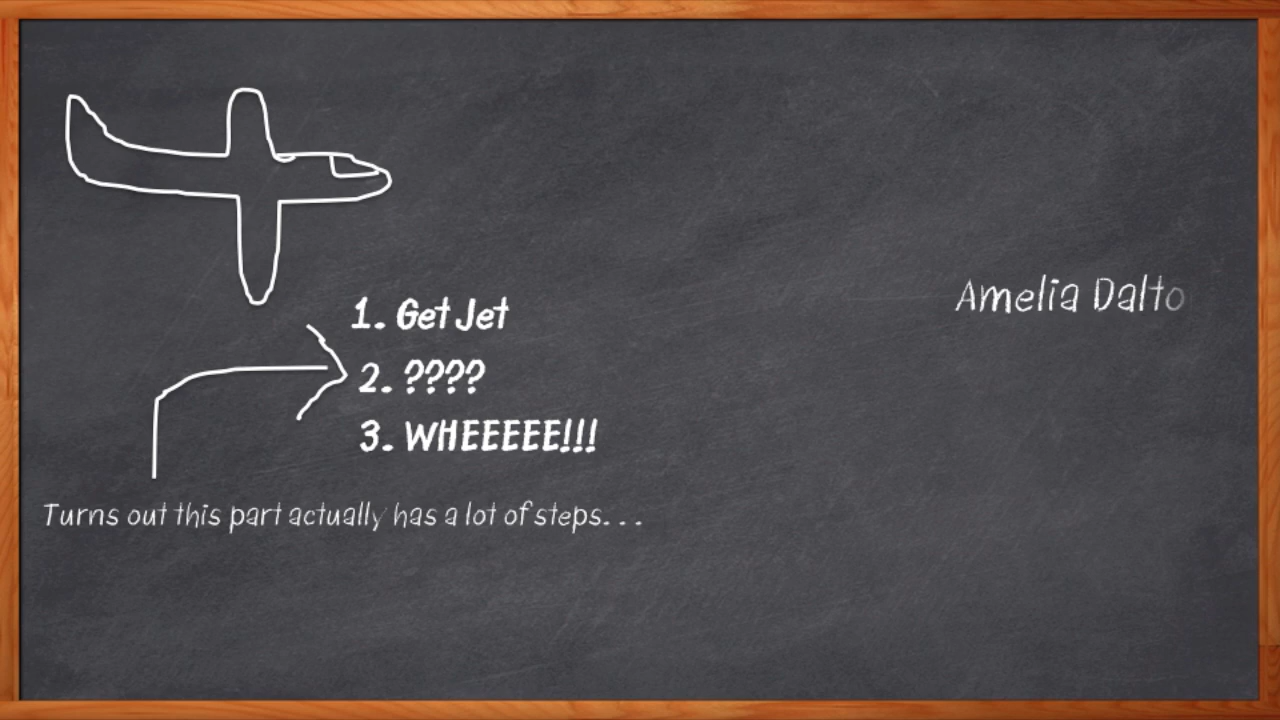 1. Get Jet
2. ????
3. WHEEEEE!!!
Turns out this part actually has a lot of steps...
Amelia Dalto